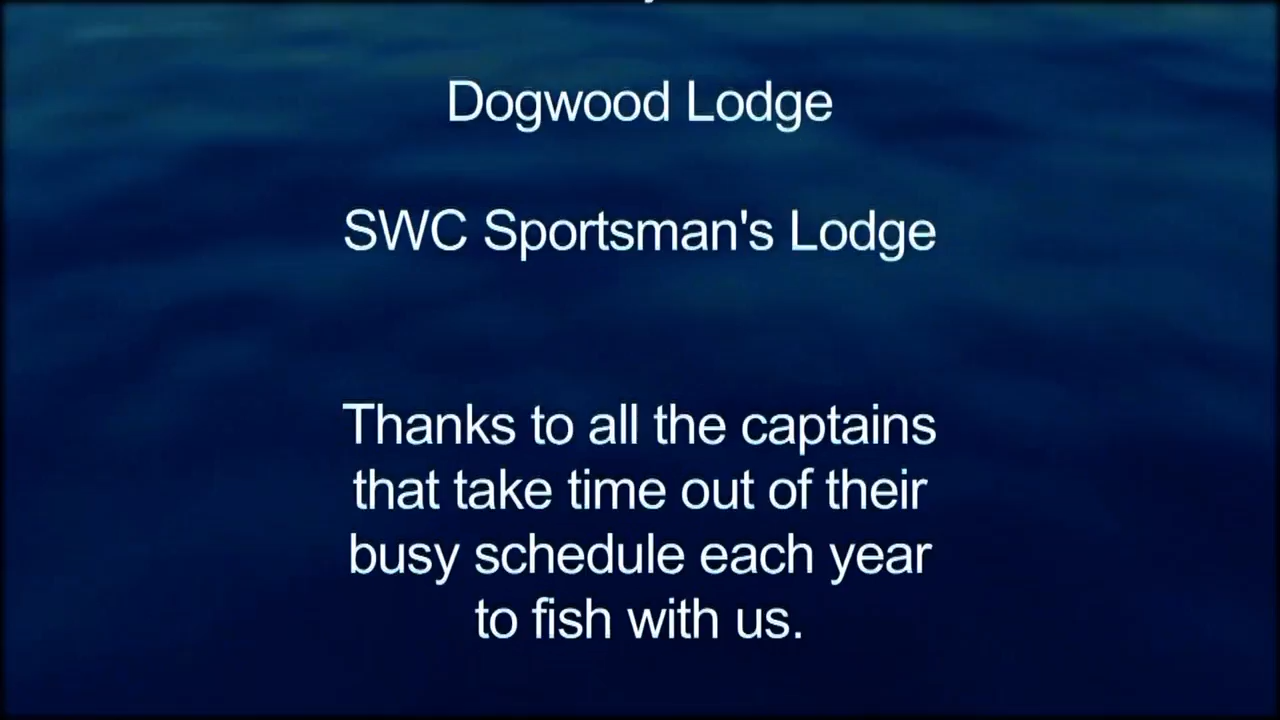 Dogwood Lodge
SWC Sportsman's Lodge
Thanks to all the captains
that take time out of their
busy schedule each year
to fish with us.